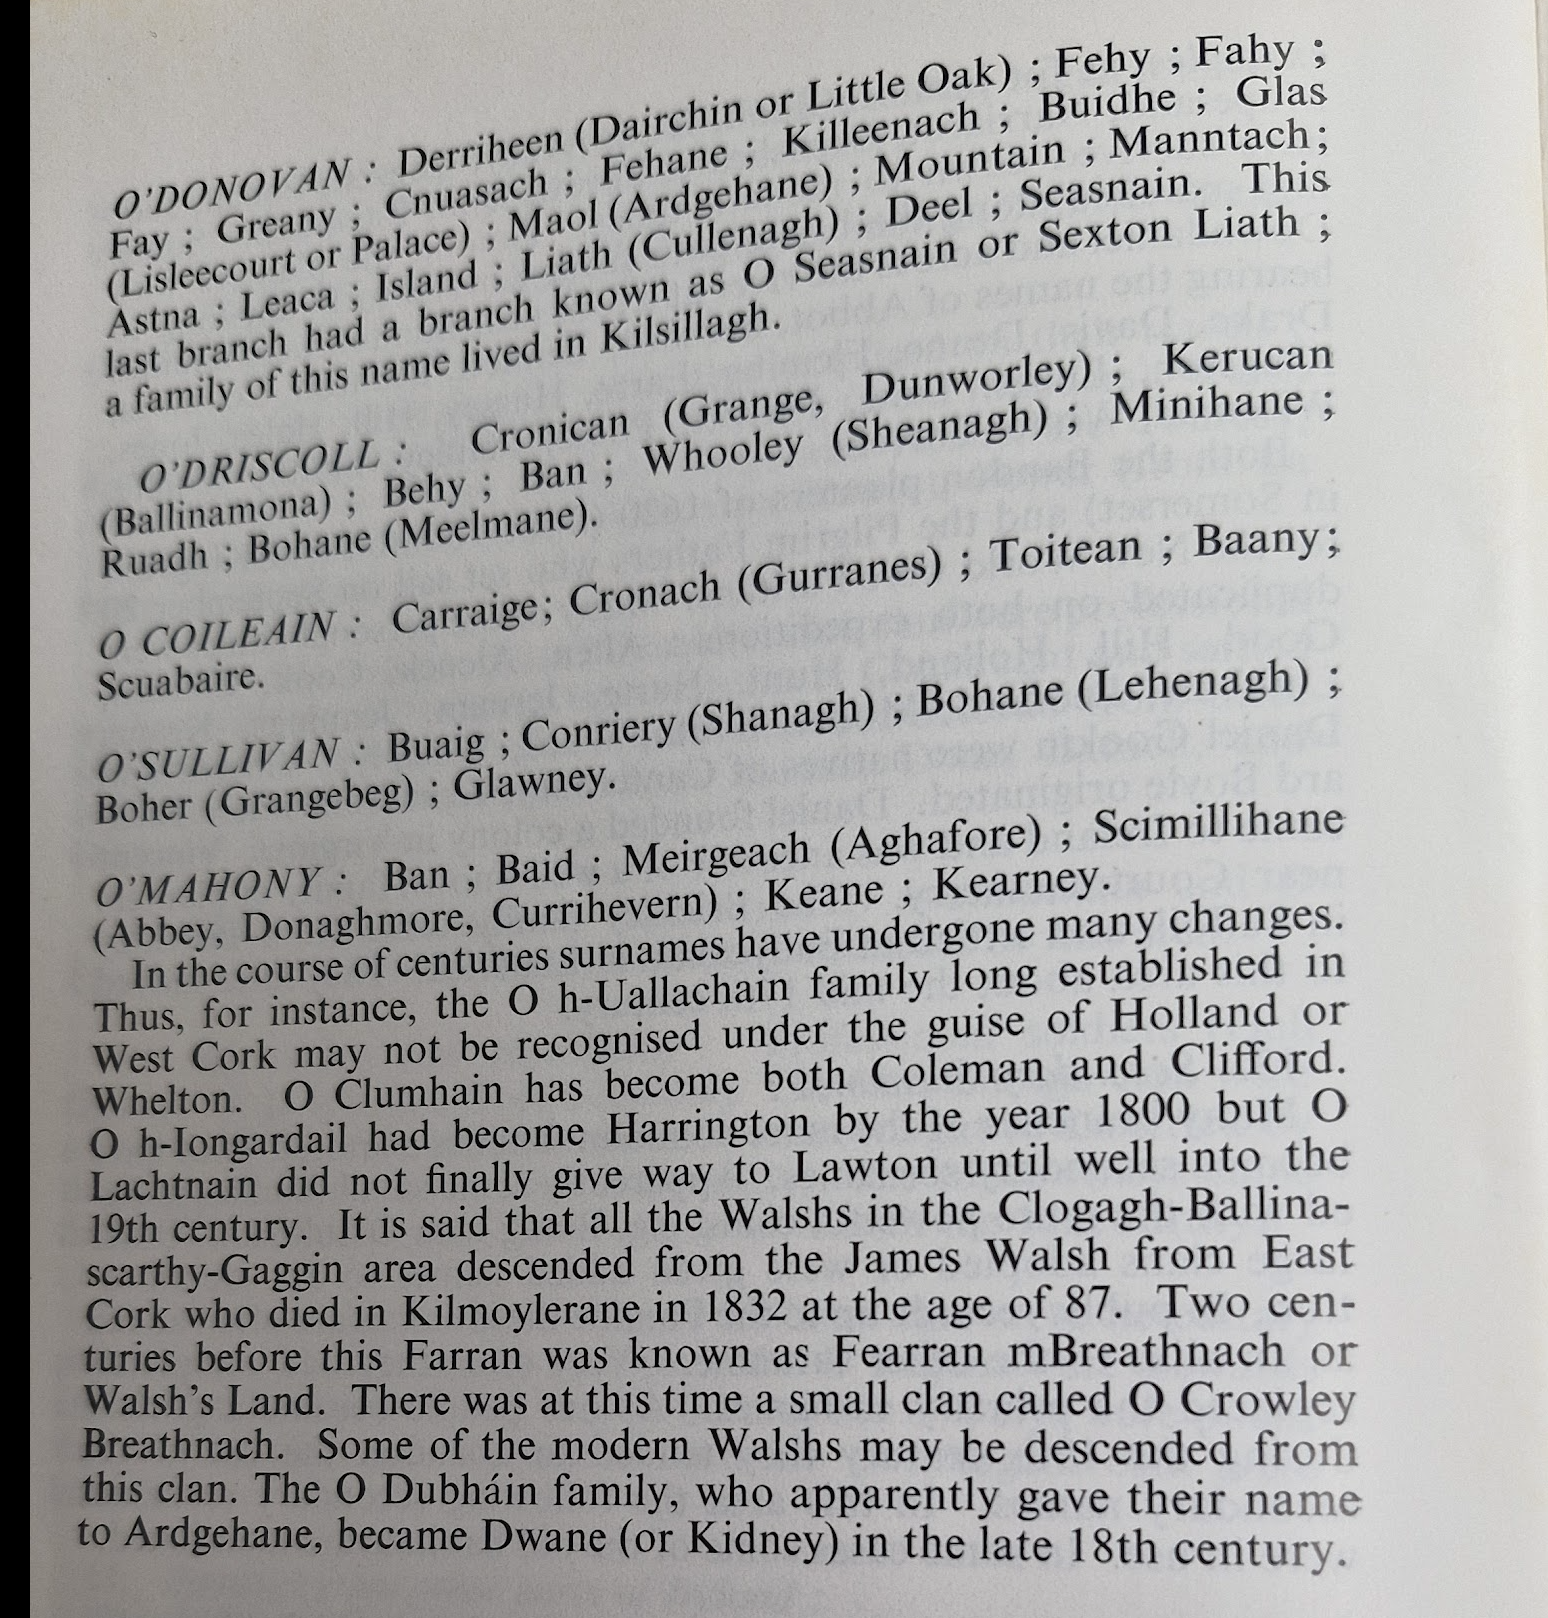 O'DONOVAN : Derriheen (Dairchin or Little Oak) ; Fehy ; Fahy ;
Fay ; Greany ; Cnuasach ; Fehane ; Killeenach ; Buidhe ; Glas
(Lisleecourt or Palace) ; Maol (Ardgehane) ; Mountain ; Manntach ;
Astna ; Leaca ; Island ; Liath (Cullenagh) ; Deel ; Seasnain. This
last branch had a branch known as O Seasnain or Sexton Liath ;
a family of this name lived in Kilsillagh.
O'DRISCOLL : Cronican (Grange, Dunworley) ; Kerucan
(Ballinamona) ; Behy ; Ban ; Whooley (Sheanagh) ; Minihane ;
Ruadh ; Bohane (Meelmane).
O COILEAIN : Carraige; Cronach (Gurranes) ; Toitean ; Baany;
Scuabaire.
O'SULLIVAN : Buaig ; Conriery (Shanagh) ; Bohane (Lehenagh) ;
Boher (Grangebeg) ; Glawney.
O'MAHONY : Ban ; Baid ; Meirgeach (Aghafore) ; Scimillihane
(Abbey, Donaghmore, Currihevern) ; Keane ; Kearney.
In the course of centuries surnames have undergone many changes.
Thus, for instance, the O h-Uallachain family long established in
West Cork may not be recognised under the guise of Holland or
Whelton. O Clumhain has become both Coleman and Clifford.
O h-Iongardail had become Harrington by the year 1800 but O
Lachtnain did not finally give way to Lawton until well into the
19th century. It is said that all the Walshs in the Clogagh-Ballina-
scarthy-Gaggin area descended from the James Walsh from East
Cork who died in Kilmoylerane in 1832 at the age of 87. Two cen-
turies before this Farran was known as Fearran mBreathnach or
Walsh's Land. There was at this time a small clan called O Crowley
Breathnach. Some of the modern Walshs may be descended from
this clan. The O Dubháin family, who apparently gave their name
to Ardgehane, became Dwane (or Kidney) in the late 18th century.